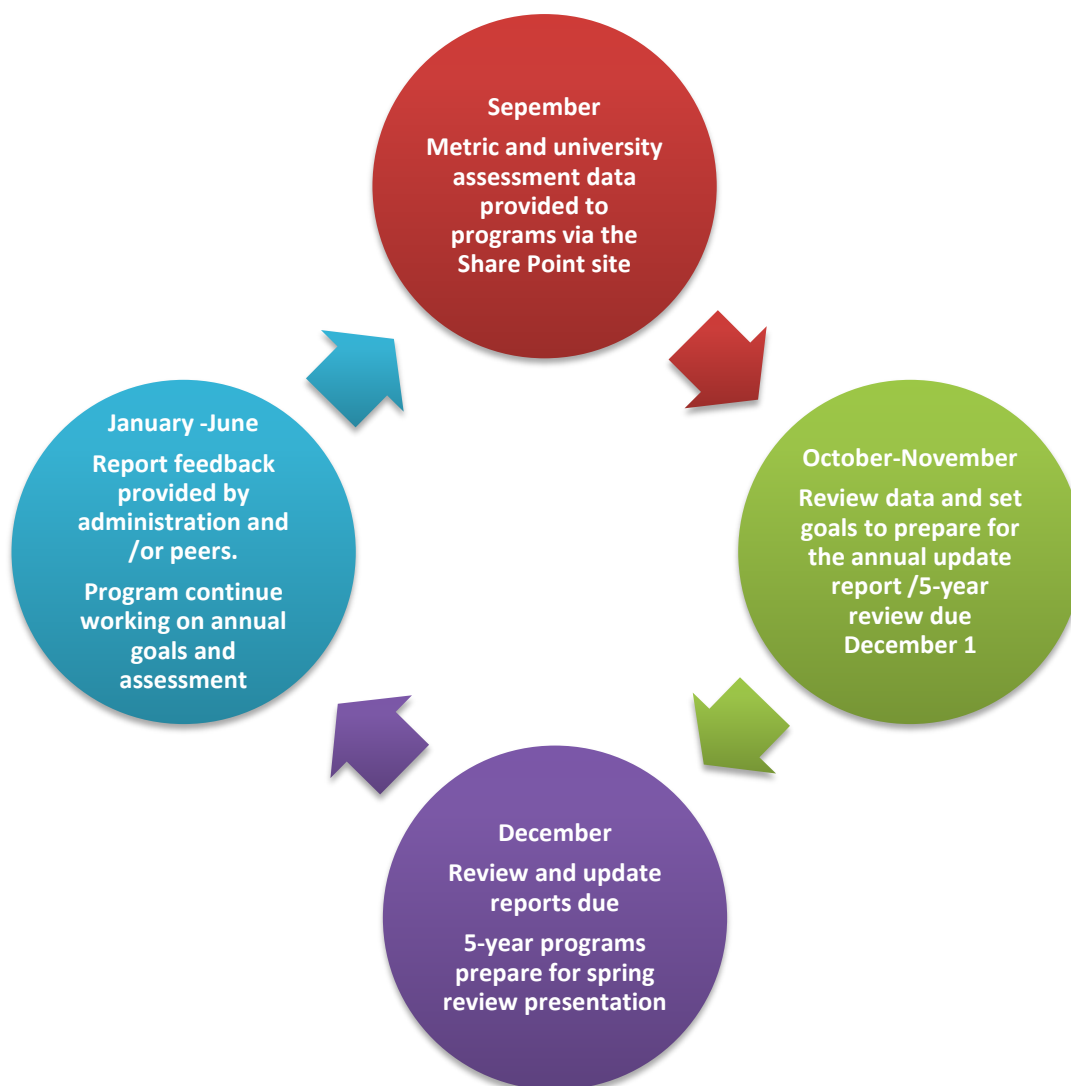 Sepember
Metric and university
assessment data
provided to
programs via the
Share Point site
October-November
Review data and set
goals to prepare for
the annual update
report /5-year
review due
December 1
December
Review and update
reports due
5-year programs
prepare for spring
review presentation
January -June
Report feedback
provided by
administration and
/or peers.
Program continue
working on annual
goals and
assessment